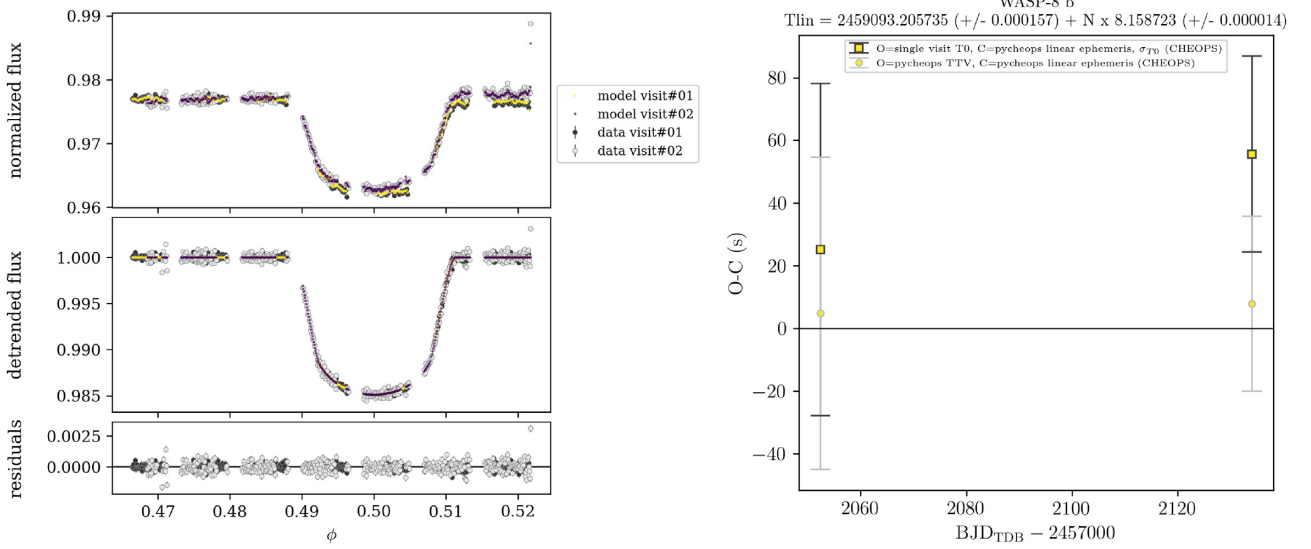 0.99
0.98
0.97
0.96
normalized flux
model visit#01
model visit#02
data visit#01
data visit#02
1.000
0.995
0.990
0.985
detrended flux
0.0025
0.0000
residuals
0.47 0.48 0.49 0.50 0.51 0.52
ϕ
WASP-8 b
Tlin = 2459093.205735 (+/- 0.000157) + N x 8.158723 (+/- 0.000014)
O=single visit T0, C=pycheops linear ephemeris, σT0 (CHEOPS)
O=pycheops TTV, C=pycheops linear ephemeris (CHEOPS)
80
60
40
20
0
−20
−40
O-C (s)
2060 2080 2100 2120
BJDTDB − 2457000